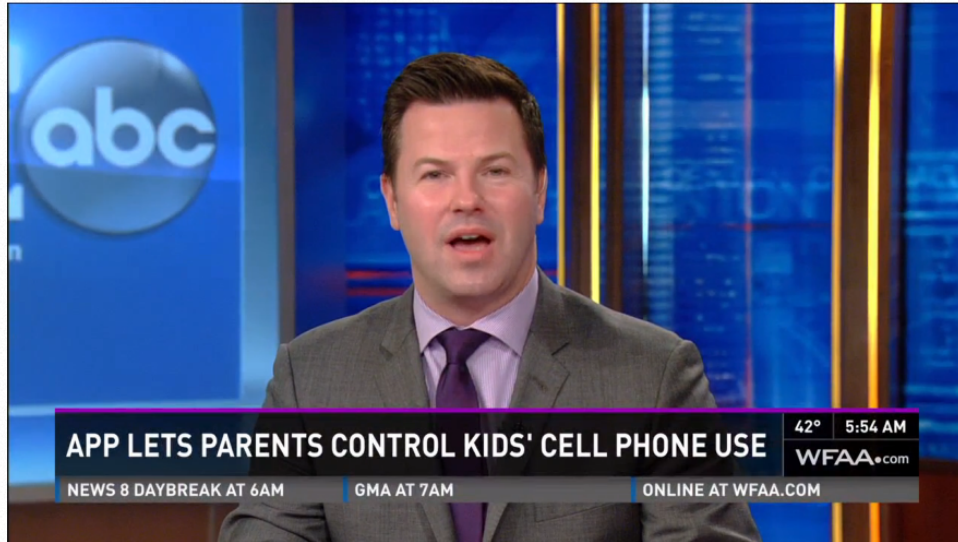 abc
APP LETS PARENTS CONTROL KIDS' CELL PHONE USE
42° 5:54 AM
WFAA.com
NEWS 8 DAYBREAK AT 6AM GMA AT 7AM ONLINE AT WFAA.COM